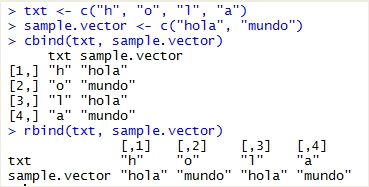 > txt <- c("h", "o", "l", "a")
> sample.vector <- c("hola", "mundo")
> cbind(txt, sample.vector)
     txt sample.vector
[1,] "h" "hola"
[2,] "o" "mundo"
[3,] "l" "hola"
[4,] "a" "mundo"
> rbind(txt, sample.vector)
              [,1]   [,2]    [,3]   [,4]
txt           "h"    "o"     "l"    "a"
sample.vector "hola" "mundo" "hola" "mundo"